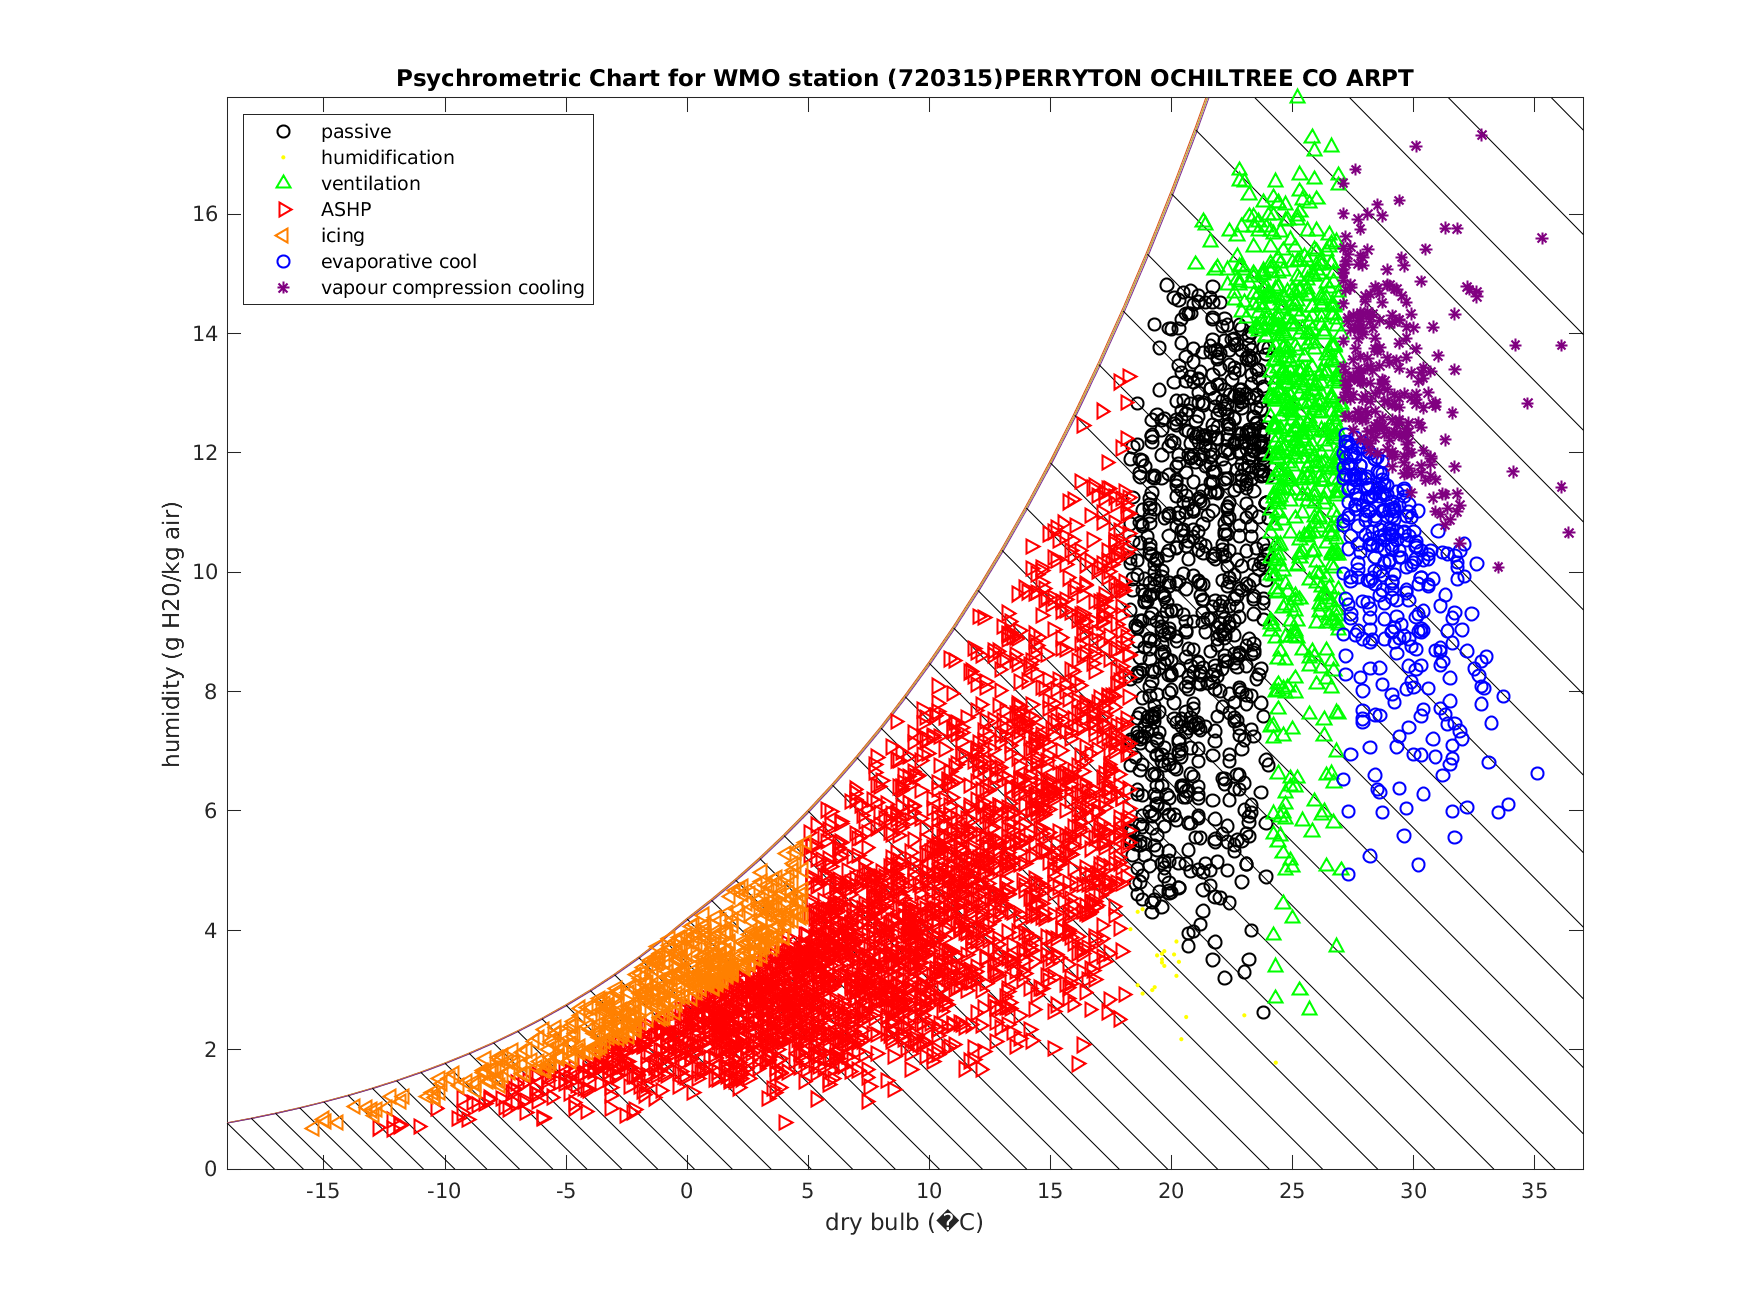 Psychrometric Chart for WMO station (720315)PERRYTON OCHILTREE CO ARPT
passive
humidification
ventilation
ASHP
icing
evaporative cool
vapour compression cooling
humidity (g H20/kg air)
16
14
12
10
8
6
4
2
0
-15 -10 -5 0 5 10 15 20 25 30 35
dry bulb (�C)